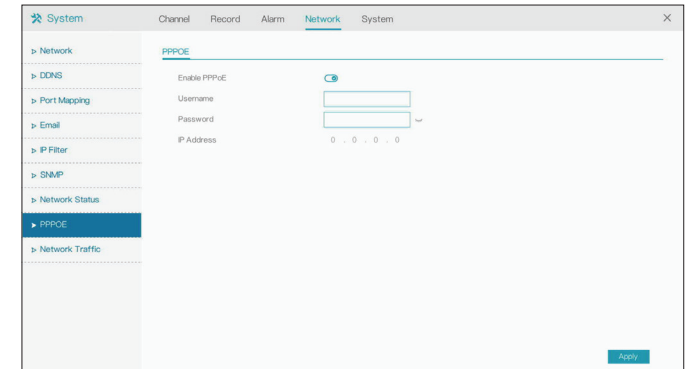 System
Channel Record Alarm Network System
Network
DDNS
Port Mapping
Email
IP Filter
SNMP
Network Status
PPPOE
Network Traffic
PPPOE
Enable PPPoE
Username
Password
IP Address 0 . 0 . 0 . 0
Apply